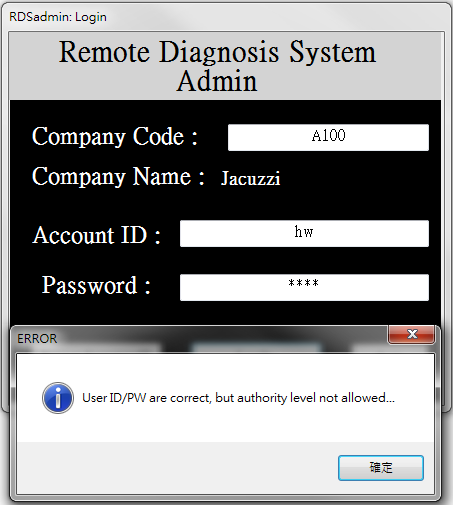 RDSadmin: Login
Remote Diagnosis System
Admin
Company Code : A100
Company Name : Jacuzzi
Account ID : hw
Password : ****
ERROR
User ID/PW are correct, but authority level not allowed...
確定